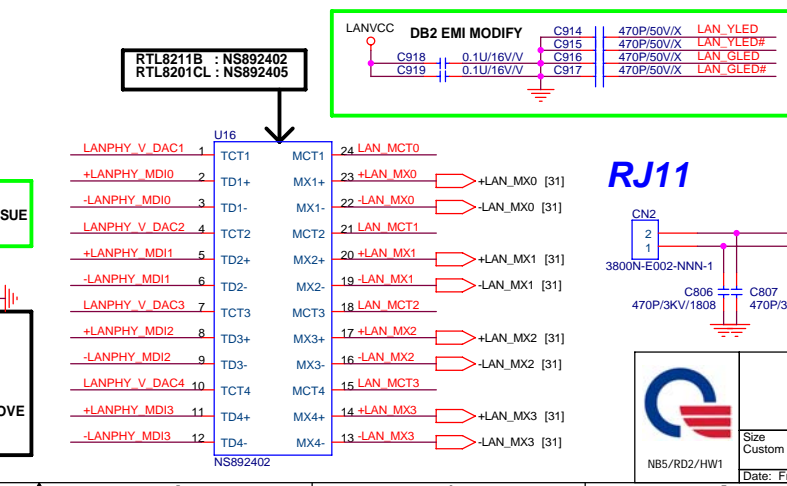 LANVCC
DB2 EMI MODIFY
C918 0.1U/16V/V
C919 0.1U/16V/V
C914 470P/50V/X LAN_YLED
C915 470P/50V/X LAN_YLED#
C916 470P/50V/X LAN_GLED
C917 470P/50V/X LAN_GLED#
RTL8211B : NS892402
RTL8201CL : NS892405
U16
LANPHY_V_DAC1 1 TCT1 MCT1 24 LAN_MCT0
+LANPHY_MDI0 2 TD1+ MX1+ 23 +LAN_MX0 +LAN_MX0 [31]
-LANPHY_MDI0 3 TD1- MX1- 22 -LAN_MX0 -LAN_MX0 [31]
LANPHY_V_DAC2 4 TCT2 MCT2 21 LAN_MCT1
+LANPHY_MDI1 5 TD2+ MX2+ 20 +LAN_MX1 +LAN_MX1 [31]
-LANPHY_MDI1 6 TD2- MX2- 19 -LAN_MX1 -LAN_MX1 [31]
LANPHY_V_DAC3 7 TCT3 MCT3 18 LAN_MCT2
+LANPHY_MDI2 8 TD3+ MX3+ 17 +LAN_MX2 +LAN_MX2 [31]
-LANPHY_MDI2 9 TD3- MX3- 16 -LAN_MX2 -LAN_MX2 [31]
LANPHY_V_DAC4 10 TCT4 MCT4 15 LAN_MCT3
+LANPHY_MDI3 11 TD4+ MX4+ 14 +LAN_MX3 +LAN_MX3 [31]
-LANPHY_MDI3 12 TD4- MX4- 13 -LAN_MX3 -LAN_MX3 [31]
NS892402
SUE
OVE
RJ11
CN2
2
1
3800N-E002-NNN-1
C806
470P/3KV/1808
C807
470P/3
NB5/RD2/HW1
Size
Custom
Date: F